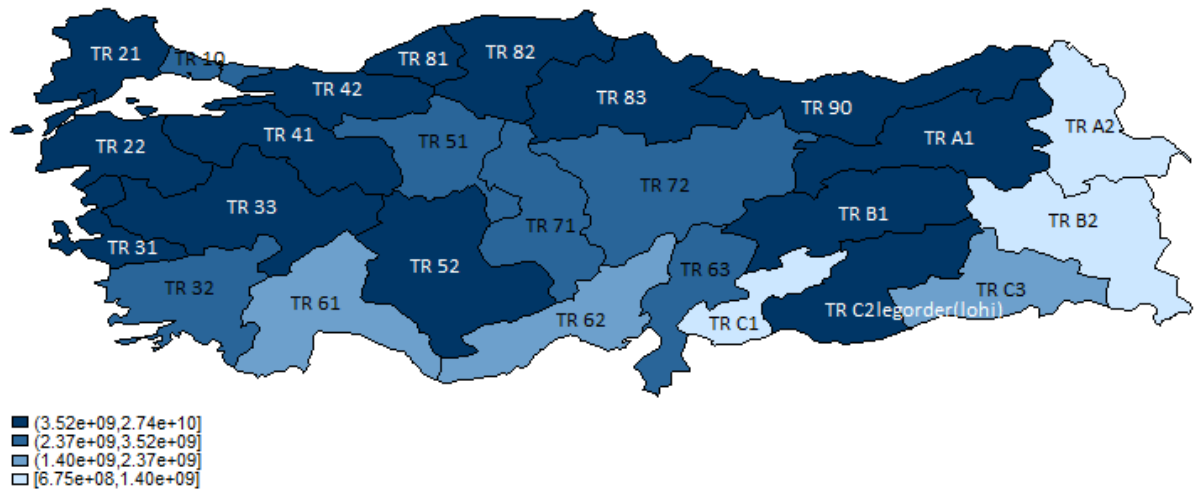 TR 21
TR 10
TR 81
TR 82
TR 42
TR 83
TR 90
TR A2
TR 22
TR 41
TR 51
TR A1
TR 72
TR 33
TR B1
TR B2
TR 71
TR 31
TR 52
TR 63
TR 32
TR 61
TR 62
TR C1
TR C2legorder(lohi)
TR C3
(3.52e+09,2.74e+10]
(2.37e+09,3.52e+09]
(1.40e+09,2.37e+09]
[6.75e+08,1.40e+09]